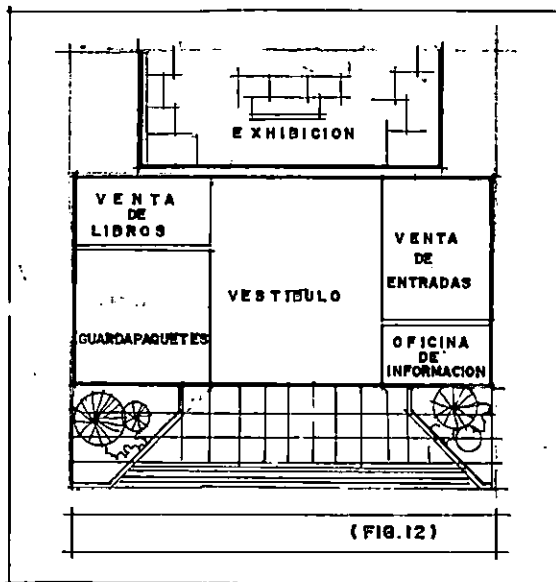 EXHIBICION
VENTA
DE
LIBROS
VENTA
DE
ENTRADAS
VESTIBULO
GUARDAPAQUETES
OFICINA
DE
INFORMACION
(FIG.12)